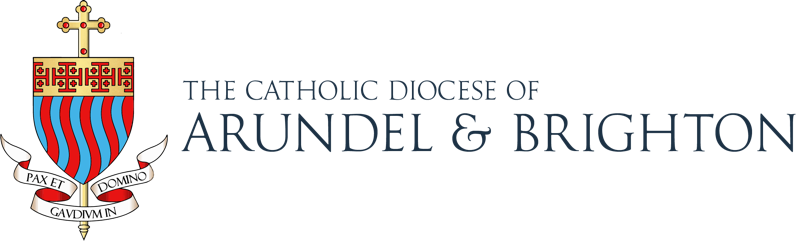 THE CATHOLIC DIOCESE OF
ARUNDEL & BRIGHTON
PAX ET
GAVDIVM IN
DOMINO